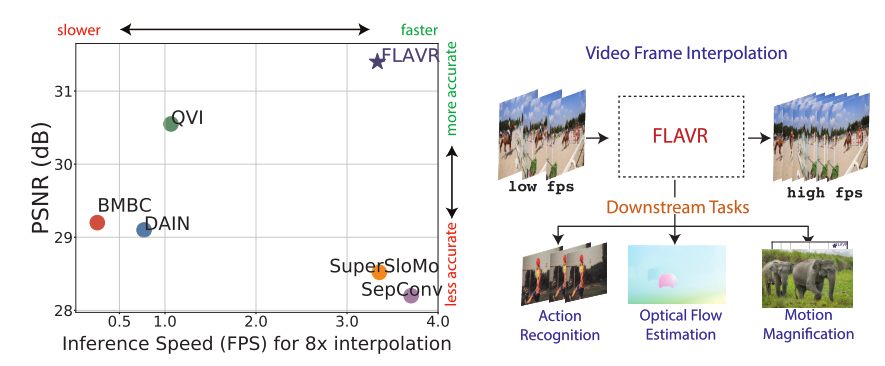 slower
faster
FLAVR
31
more accurate
QVI
PSNR (dB)
30
BMBC
DAIN
29
SuperSloMo
SepConv
less accurate
28
0.5 1.0 2.0 3.0 4.0
Inference Speed (FPS) for 8x interpolation
Video Frame Interpolation
FLAVR
low fps
high fps
Downstream Tasks
Action
Recognition
Optical Flow
Estimation
Motion
Magnification